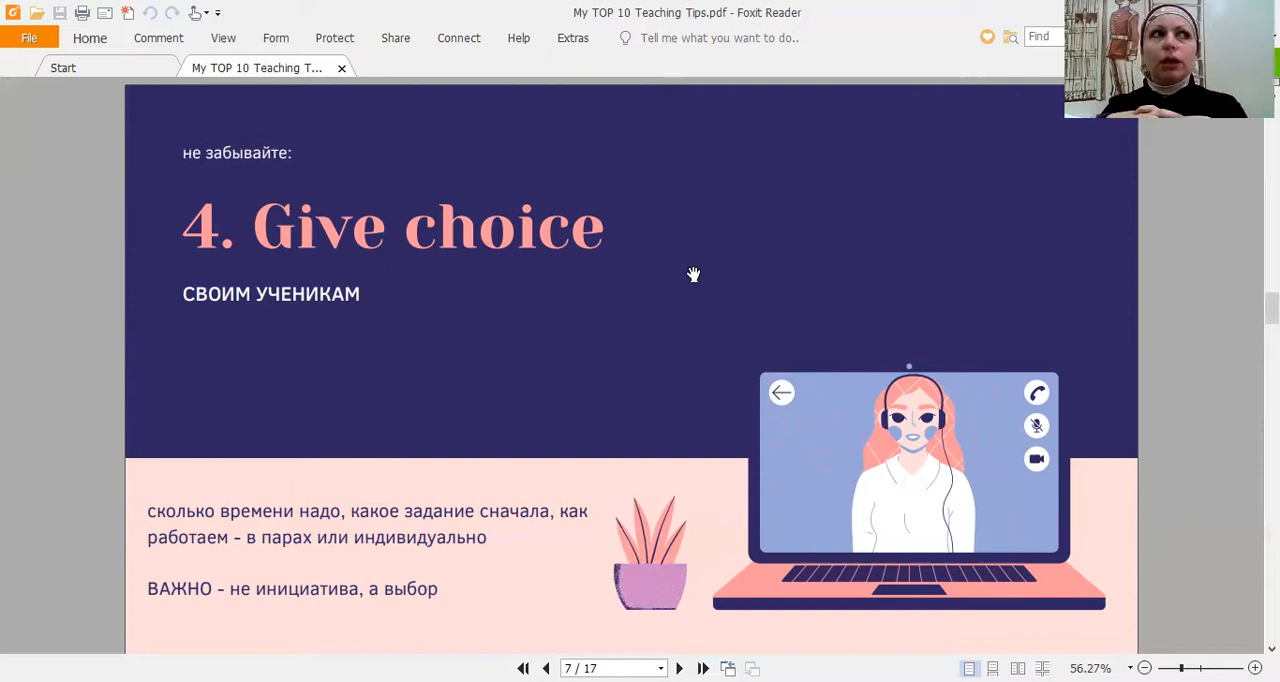 My TOP 10 Teaching Tips.pdf - Foxit Reader
File Home Comment View Form Protect Share Connect Help Extras Tell me what you want to do.. Find
Start My TOP 10 Teaching T...
не забывайте:
4. Give choice
СВОИМ УЧЕНИКАМ
сколько времени надо, какое задание сначала, как
работаем - в парах или индивидуально
ВАЖНО - не инициатива, а выбор
7 / 17 56.27%